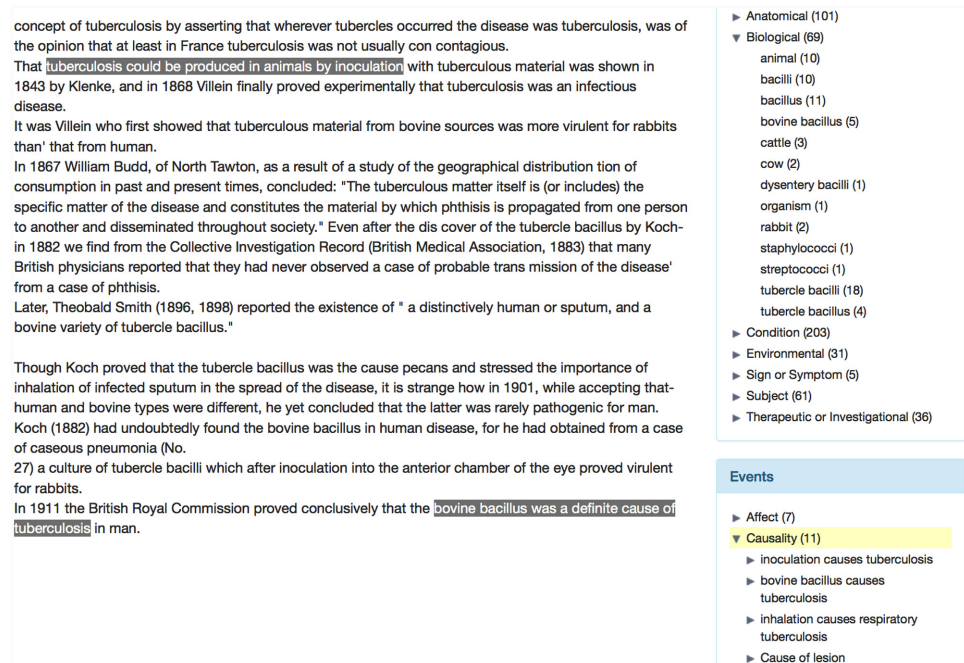 concept of tuberculosis by asserting that wherever tubercles occurred the disease was tuberculosis, was of
the opinion that at least in France tuberculosis was not usually con contagious.
That tuberculosis could be produced in animals by inoculation with tuberculous material was shown in
1843 by Klenke, and in 1868 Villein finally proved experimentally that tuberculosis was an infectious
disease.
It was Villein who first showed that tuberculous material from bovine sources was more virulent for rabbits
than' that from human.
In 1867 William Budd, of North Tawton, as a result of a study of the geographical distribution tion of
consumption in past and present times, concluded: "The tuberculous matter itself is (or includes) the
specific matter of the disease and constitutes the material by which phthisis is propagated from one person
to another and disseminated throughout society." Even after the dis cover of the tubercle bacillus by Koch-
in 1882 we find from the Collective Investigation Record (British Medical Association, 1883) that many
British physicians reported that they had never observed a case of probable trans mission of the disease'
from a case of phthisis.
Later, Theobald Smith (1896, 1898) reported the existence of " a distinctively human or sputum, and a
bovine variety of tubercle bacillus."
Though Koch proved that the tubercle bacillus was the cause pecans and stressed the importance of
inhalation of infected sputum in the spread of the disease, it is strange how in 1901, while accepting that-
human and bovine types were different, he yet concluded that the latter was rarely pathogenic for man.
Koch (1882) had undoubtedly found the bovine bacillus in human disease, for he had obtained from a case
of caseous pneumonia (No.
27) a culture of tubercle bacilli which after inoculation into the anterior chamber of the eye proved virulent
for rabbits.
In 1911 the British Royal Commission proved conclusively that the bovine bacillus was a definite cause of
tuberculosis in man.
Anatomical (101)
Biological (69)
animal (10)
bacilli (10)
bacillus (11)
bovine bacillus (5)
cattle (3)
cow (2)
dysentery bacilli (1)
organism (1)
rabbit (2)
staphylococci (1)
streptococci (1)
tubercle bacilli (18)
tubercle bacillus (4)
Condition (203)
Environmental (31)
Sign or Symptom (5)
Subject (61)
Therapeutic or Investigational (36)
Events
Affect (7)
Causality (11)
inoculation causes tuberculosis
bovine bacillus causes
tuberculosis
inhalation causes respiratory
tuberculosis
Cause of lesion